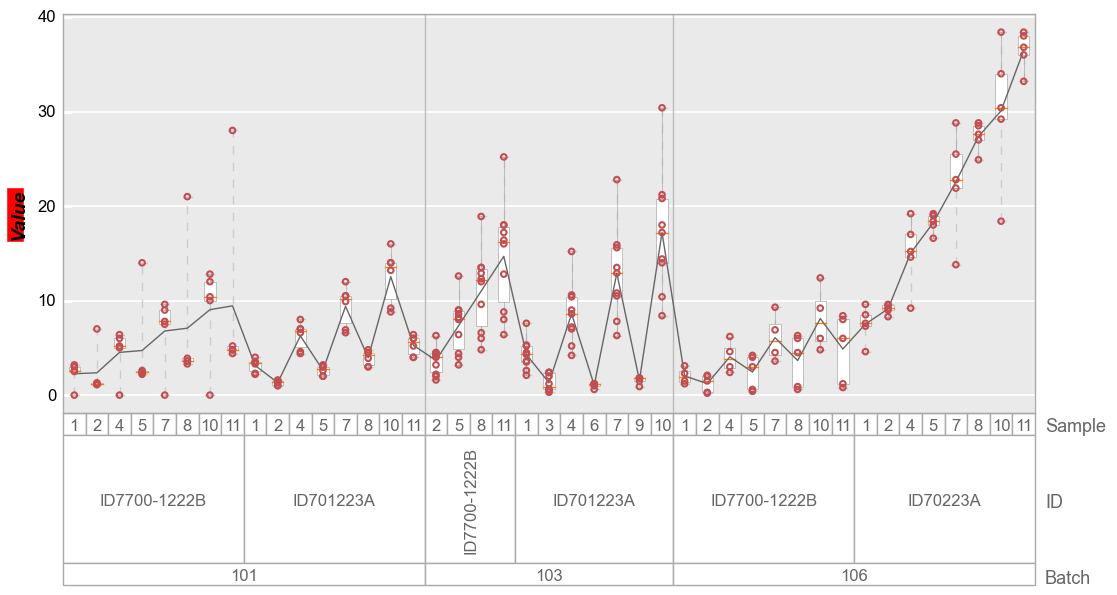 40
30
20
10
0
Value
1 2 4 5 7 8 10 11 1 2 4 5 7 8 10 11 2 5 8 11 1 3 4 6 7 9 10 1 2 4 5 7 8 10 11 1 2 4 5 7 8 10 11 Sample
ID7700-1222B ID701223A ID7700-1222B ID701223A ID7700-1222B ID70223A ID
101 103 106 Batch